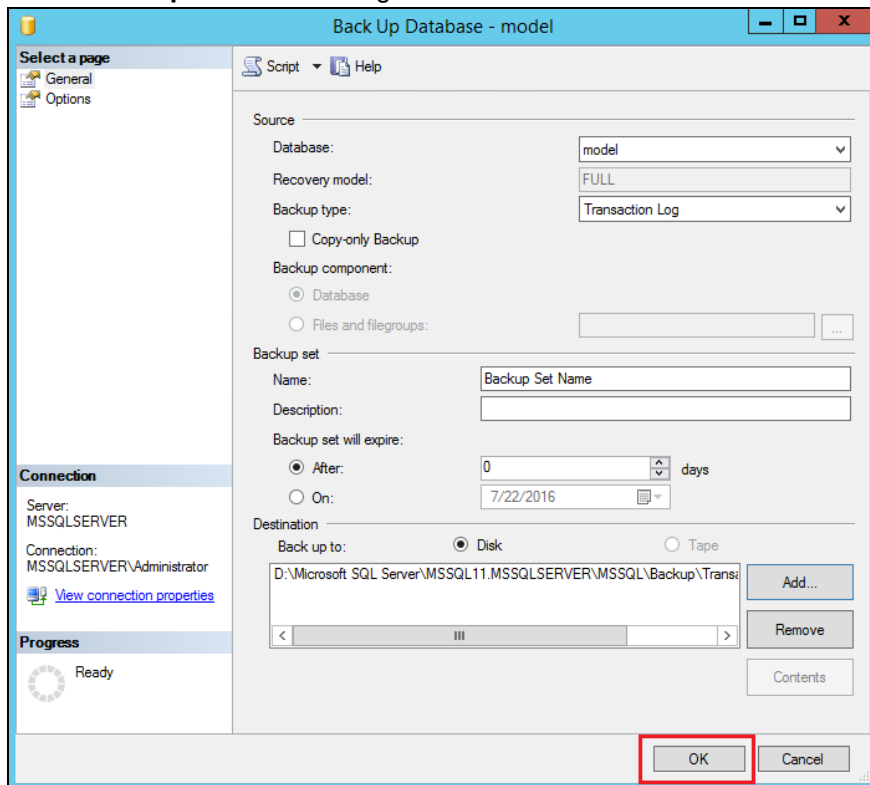 Back Up Database - model
Select a page
General
Options
Script Help
Source
Database: model
Recovery model: FULL
Backup type: Transaction Log
Copy-only Backup
Backup component:
Database
Files and filegroups: ...
Backup set
Name: Backup Set Name
Description:
Backup set will expire:
After: 0 days
On: 7/22/2016
Destination
Back up to: Disk Tape
D:\Microsoft SQL Server\MSSQL11.MSSQLSERVER\MSSQL\Backup\Transa
Add...
Remove
Contents
Connection
Server:
MSSQLSERVER
Connection:
MSSQLSERVER\Administrator
View connection properties
Progress
Ready
OK Cancel